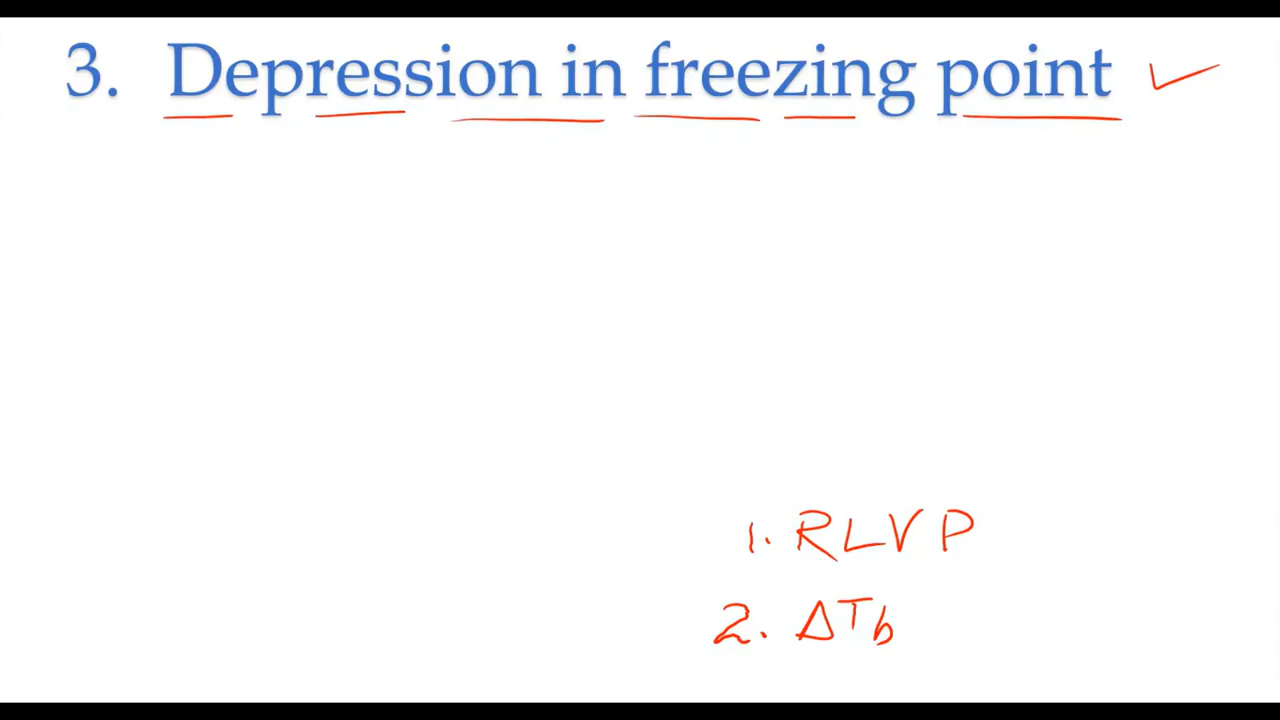 3. Depression in freezing point
1. RLVP
2. ΔTb